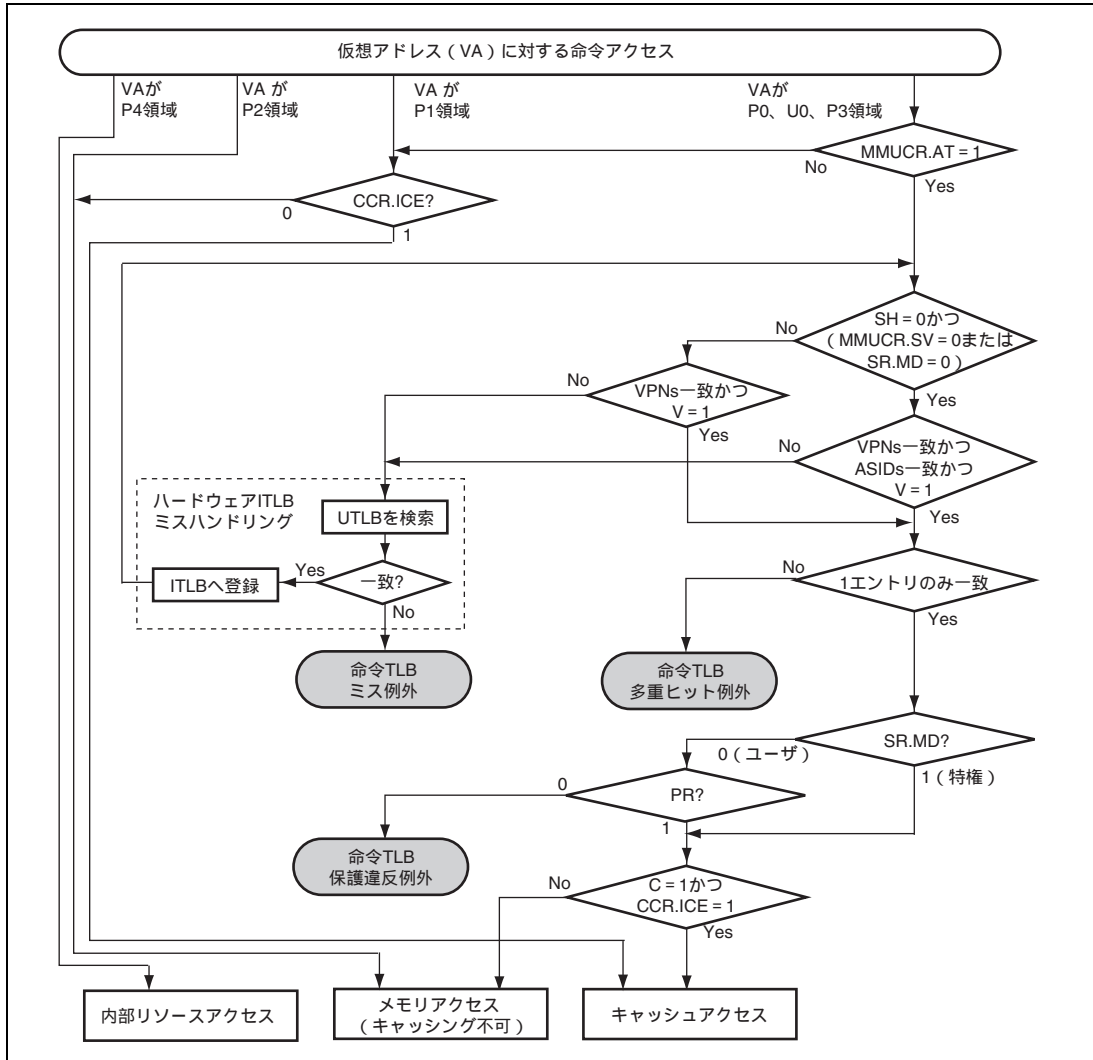 仮想アドレス（VA）に対する命令アクセス
VAが
P4領域
VA が
P2領域
VA が
P1領域
VAが
P0、U0、P3領域
MMUCR.AT = 1
No
Yes
CCR.ICE?
0
1
SH = 0かつ
（MMUCR.SV = 0または
SR.MD = 0）
No
Yes
VPNs一致かつ
V = 1
No
Yes
VPNs一致かつ
ASIDs一致かつ
V = 1
No
Yes
ハードウェアITLB
ミスハンドリング
UTLBを検索
一致?
Yes
No
ITLBへ登録
1エントリのみ一致
No
Yes
命令TLB
ミス例外
命令TLB
多重ヒット例外
SR.MD?
0（ユーザ）
1（特権）
PR?
0
1
命令TLB
保護違反例外
C = 1かつ
CCR.ICE = 1
No
Yes
内部リソースアクセス
メモリアクセス
（キャッシング不可）
キャッシュアクセス